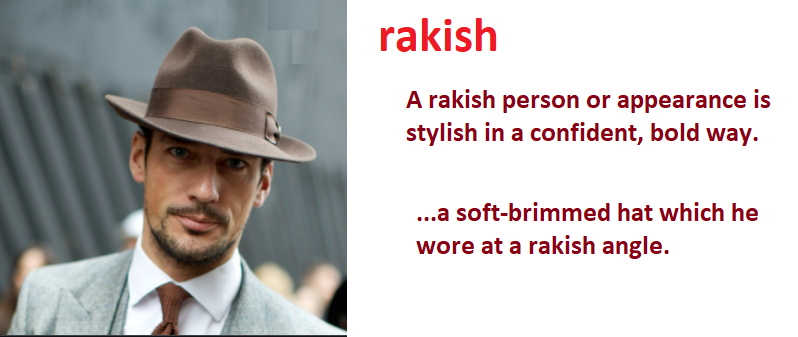 rakish
A rakish person or appearance is
stylish in a confident, bold way.
...a soft-brimmed hat which he
wore at a rakish angle.